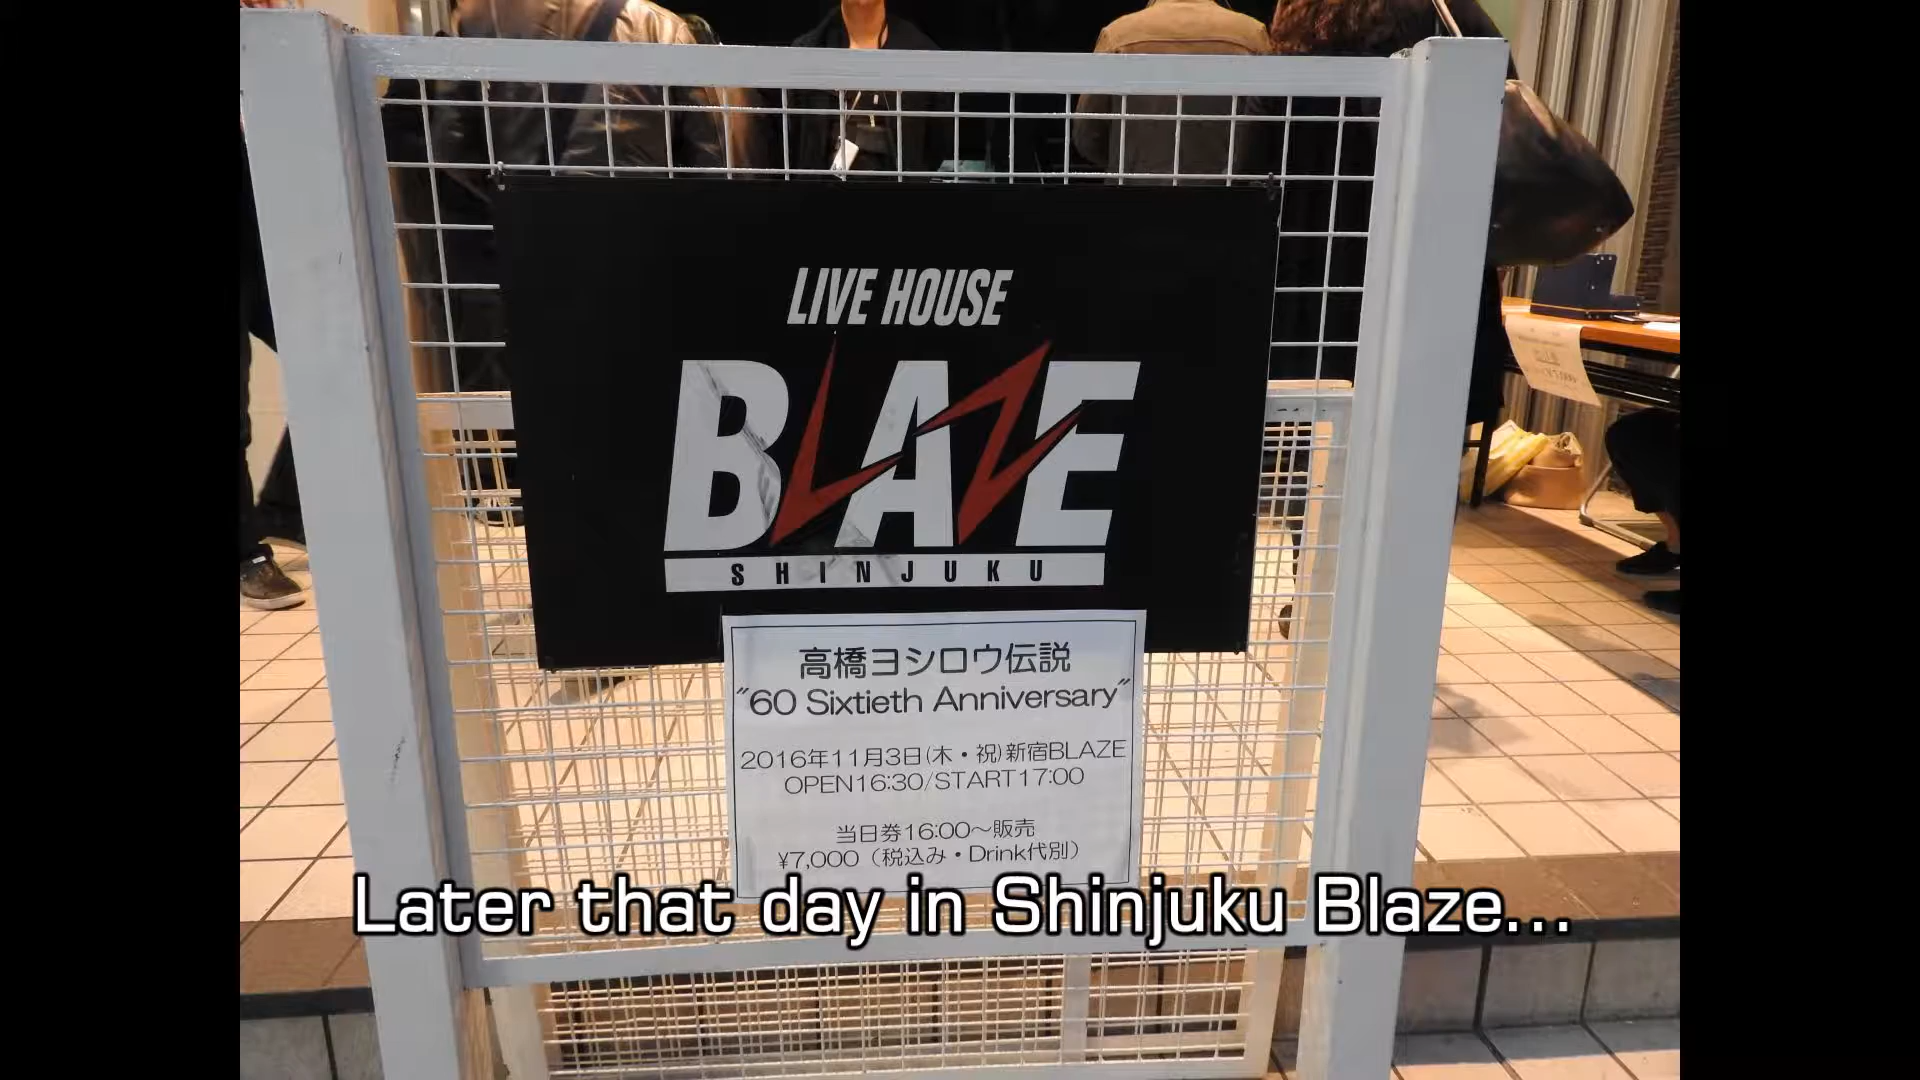 LIVE HOUSE
BLAZE
SHINJUKU
高橋ヨシロウ伝説
"60 Sixtieth Anniversary"
2016年11月3日(木・祝)新宿BLAZE
OPEN16:30/START17:00
当日券16:00～販売
¥7,000（税込み・Drink代別）
Later that day in Shinjuku Blaze...